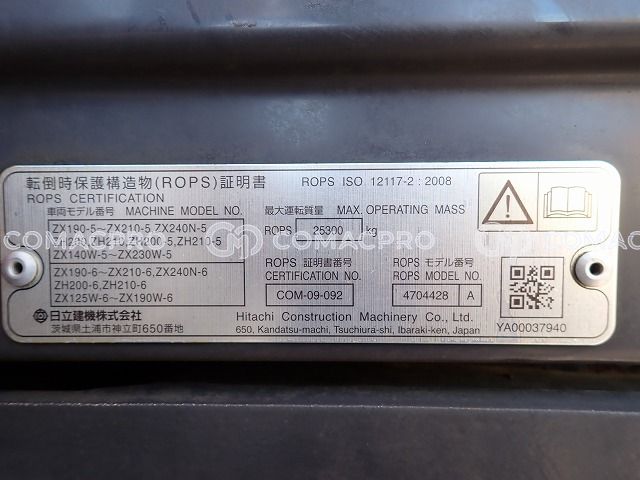 転倒時保護構造物(ROPS)証明書
ROPS CERTIFICATION
ROPS ISO 12117-2 : 2008
車両モデル番号 MACHINE MODEL NO.
ZX190-5～ZX210-5,ZX240N-5
ZH200,ZH210,ZH200-5,ZH210-5
ZX140W-5～ZX230W-5
ZX190-6～ZX210-6,ZX240N-6
ZH200-6,ZH210-6
ZX125W-6～ZX190W-6
最大運転質量 MAX. OPERATING MASS
ROPS 25300 kg
ROPS 証明書番号
CERTIFICATION NO.
COM-09-092
ROPS モデル番号
ROPS MODEL NO.
4704428 A
YA00037940
日立建機株式会社
茨城県土浦市神立町650番地
Hitachi Construction Machinery Co., Ltd.
650, Kandatsu-machi, Tsuchiura-shi, Ibaraki-ken, Japan
COMACPRO
COMACPRO
COMACPRO
COMACPRO
COMACPRO
COMACPRO